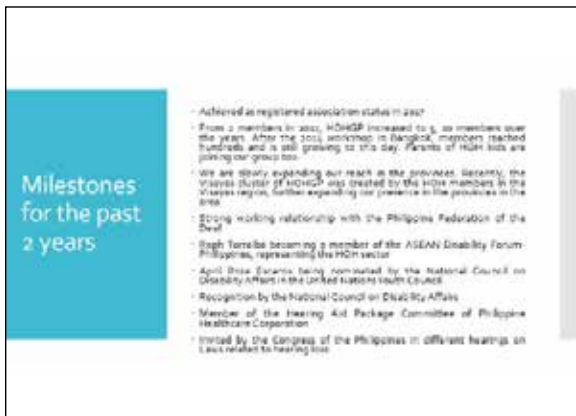 Milestones
for the past
2 years
Achieved as registered association status in 2017
From 2 members in HOHGP increased to 5, 20 members over
the years. After the workshop in Bangkok, members reached
hundreds and is still growing to this day. Parents of HOH kids are
joining our group too
We are slowly expanding our reach in the provinces. Recently, the
Visayas cluster of HOHGP was created by the HOH members in the
Visayas region, further expanding our presence in the provinces in the
area
Strong working relationship with the Philippine Federation of the
Deaf
becoming a member of the ASEAN Disability Forum-
Philippines, representing the HOH sector
April Rose being nominated by the National Council on
Disability Affairs in the United Nations Youth Council
Recognition by the National Council on Disability Affairs
Member of the Hearing Aid Package Committee of Philippine
Healthcare Corporation
Invited by the Congress of the Philippines in different hearings on
Laws related to hearing loss